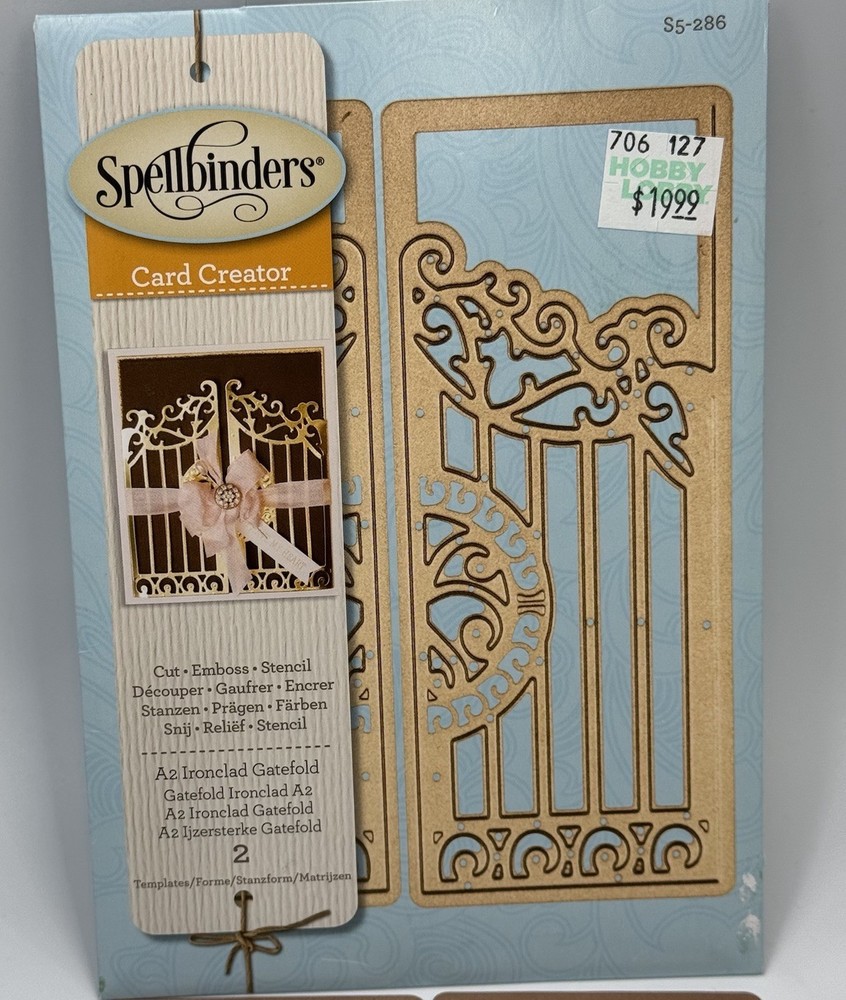 S5-286
706 127
HOBBY
LOBBY
$19.99
Spellbinders®
Card Creator
Cut • Emboss • Stencil
Découper • Gaufrer • Encrer
Stanzen • Prägen • Färben
Snij • Reliëf • Stencil
A2 Ironclad Gatefold
Gatefold Ironclad A2
A2 Ironclad Gatefold
A2 Ijzersterke Gatefold
2
Templates/Forme/Stanzform/Matrijzen